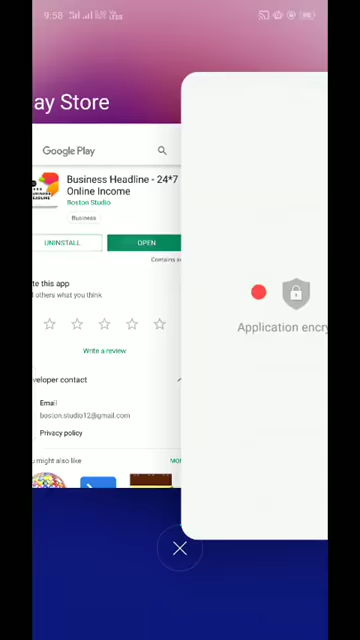 9:58
ay Store
Google Play
Business Headline - 24*7
Online Income
Boston Studio
Business
UNINSTALL
OPEN
Contains a
te this app
l others what you think
Write a review
veloper contact
Email
boston.studio12@gmail.com
Privacy policy
u might also like
MO
Application encry